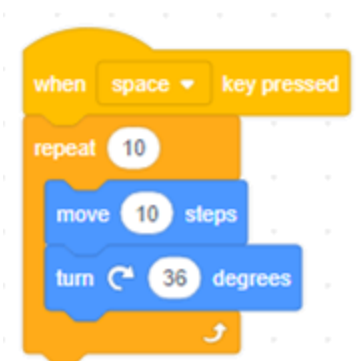 when space key pressed
repeat 10
move 10 steps
turn 36 degrees